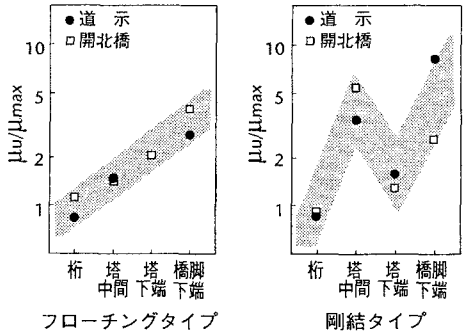 ● 道 示
□ 開北橋
10
5
2
1
μu/μmax
桁
塔中間
塔下端
橋脚下端
フローチングタイプ
● 道 示
□ 開北橋
10
5
2
1
μu/μmax
桁
塔中間
塔下端
橋脚下端
剛結タイプ